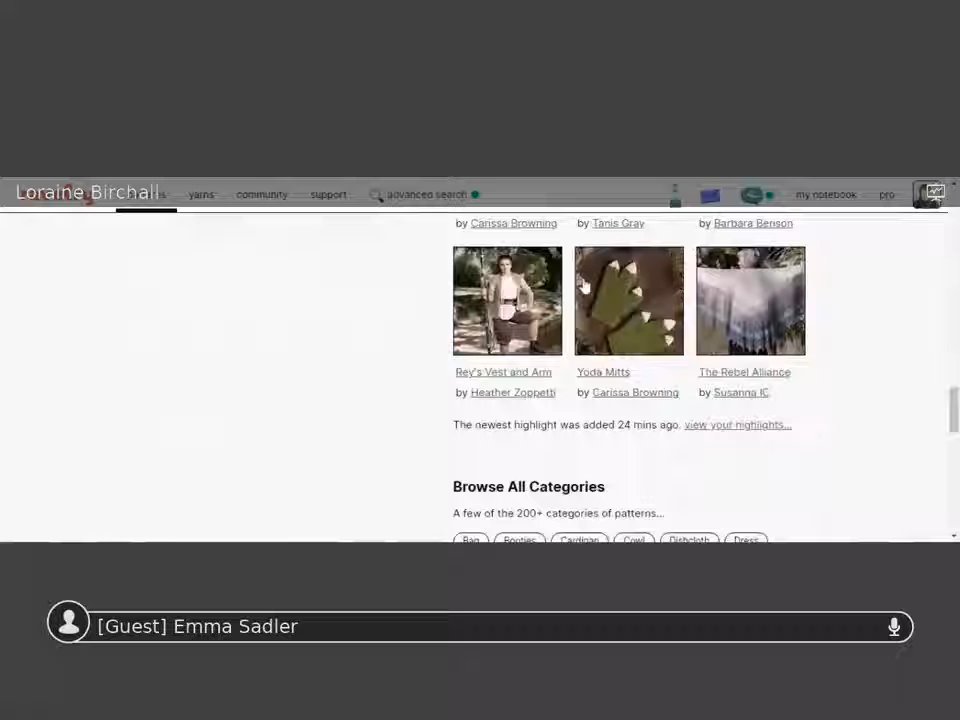 Loraine Birchall
yarns community support advanced search my notebook pro
by Carissa Browning by Tanis Gray by Barbara Benson
Rey's Vest and Arm Yoda Mitts The Rebel Alliance
by Heather Zoppetti by Carissa Browning by Susanna IC
The newest highlight was added 24 mins ago. view your highlights...
Browse All Categories
A few of the 200+ categories of patterns...
Bag Booties Cardigan Cowl Dishcloth Dress
[Guest] Emma Sadler